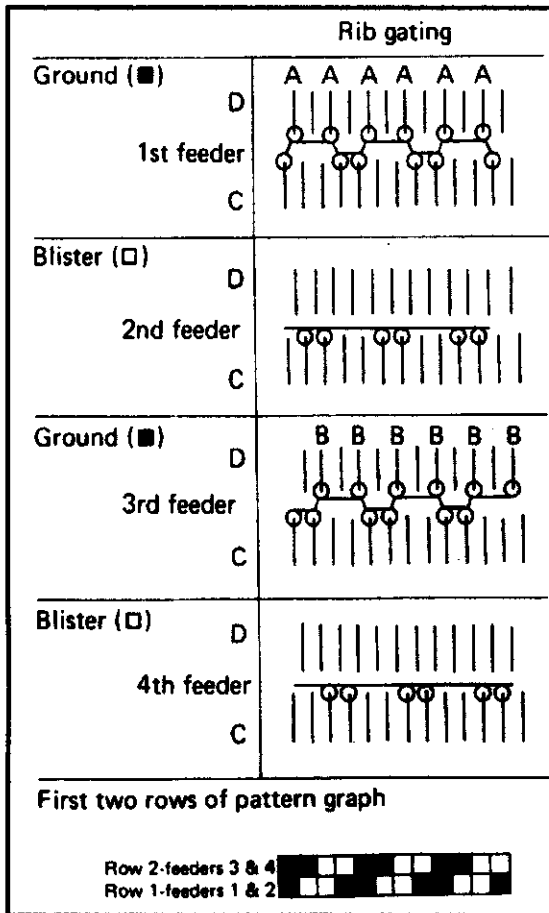 Rib gating
Ground (■) A A A A A A
D
1st feeder
C
Blister (□)
D
2nd feeder
C
Ground (■) B B B B B B
D
3rd feeder
C
Blister (□)
D
4th feeder
C
First two rows of pattern graph
Row 2-feeders 3 & 4
Row 1-feeders 1 & 2